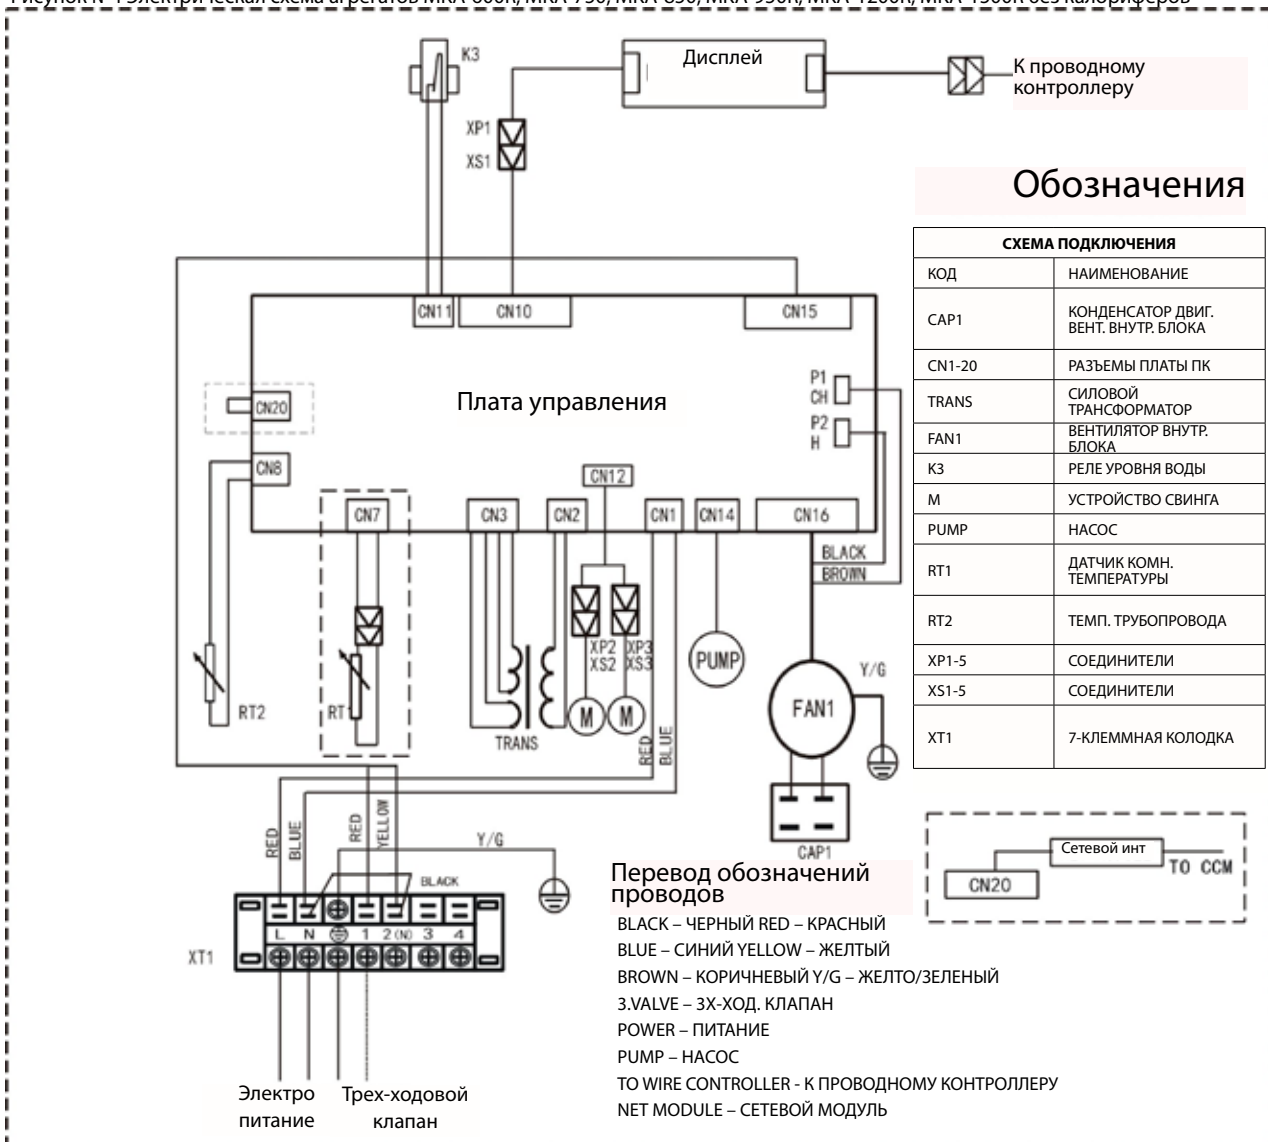 K3
Дисплей
К проводному
контроллеру
XP1
XS1
Обозначения
СХЕМА ПОДКЛЮЧЕНИЯ
КОД НАИМЕНОВАНИЕ
CAP1 КОНДЕНСАТОР ДВИГ.
ВЕНТ. ВНУТР. БЛОКА
CN1-20 РАЗЪЕМЫ ПЛАТЫ ПК
TRANS СИЛОВОЙ
ТРАНСФОРМАТОР
FAN1 ВЕНТИЛЯТОР ВНУТР.
БЛОКА
К3 РЕЛЕ УРОВНЯ ВОДЫ
M УСТРОЙСТВО СВИНГА
PUMP НАСОС
RT1 ДАТЧИК КОМН.
ТЕМПЕРАТУРЫ
RT2 ТЕМП. ТРУБОПРОВОДА
XP1-5 СОЕДИНИТЕЛИ
XS1-5 СОЕДИНИТЕЛИ
XT1 7-КЛЕММНАЯ КОЛОДКА
CN11 CN10 CN15
Плата управления
P1
CH
P2
H
CN20
CN8
CN12
CN7 CN3 CN2 CN1 CN14 CN16
BLACK
BROWN
XP2 XP3
XS2 XS3
PUMP
Y/G
FAN1
RT2
RT1
M M
TRANS
RED
BLUE
CAP1
RED
BLUE
RED
YELLOW
Y/G
BLACK
L N 1 2(N) 3 4
XT1
Электро
питание
Трех-ходовой
клапан
Сетевой инт
CN20
TO CCM
Перевод обозначений
проводов
BLACK – ЧЕРНЫЙ RED – КРАСНЫЙ
BLUE – СИНИЙ YELLOW – ЖЕЛТЫЙ
BROWN – КОРИЧНЕВЫЙ Y/G – ЖЕЛТО/ЗЕЛЕНЫЙ
3.VALVE – 3Х-ХОД. КЛАПАН
POWER – ПИТАНИЕ
PUMP – НАСОС
TO WIRE CONTROLLER - К ПРОВОДНОМУ КОНТРОЛЛЕРУ
NET MODULE – СЕТЕВОЙ МОДУЛЬ